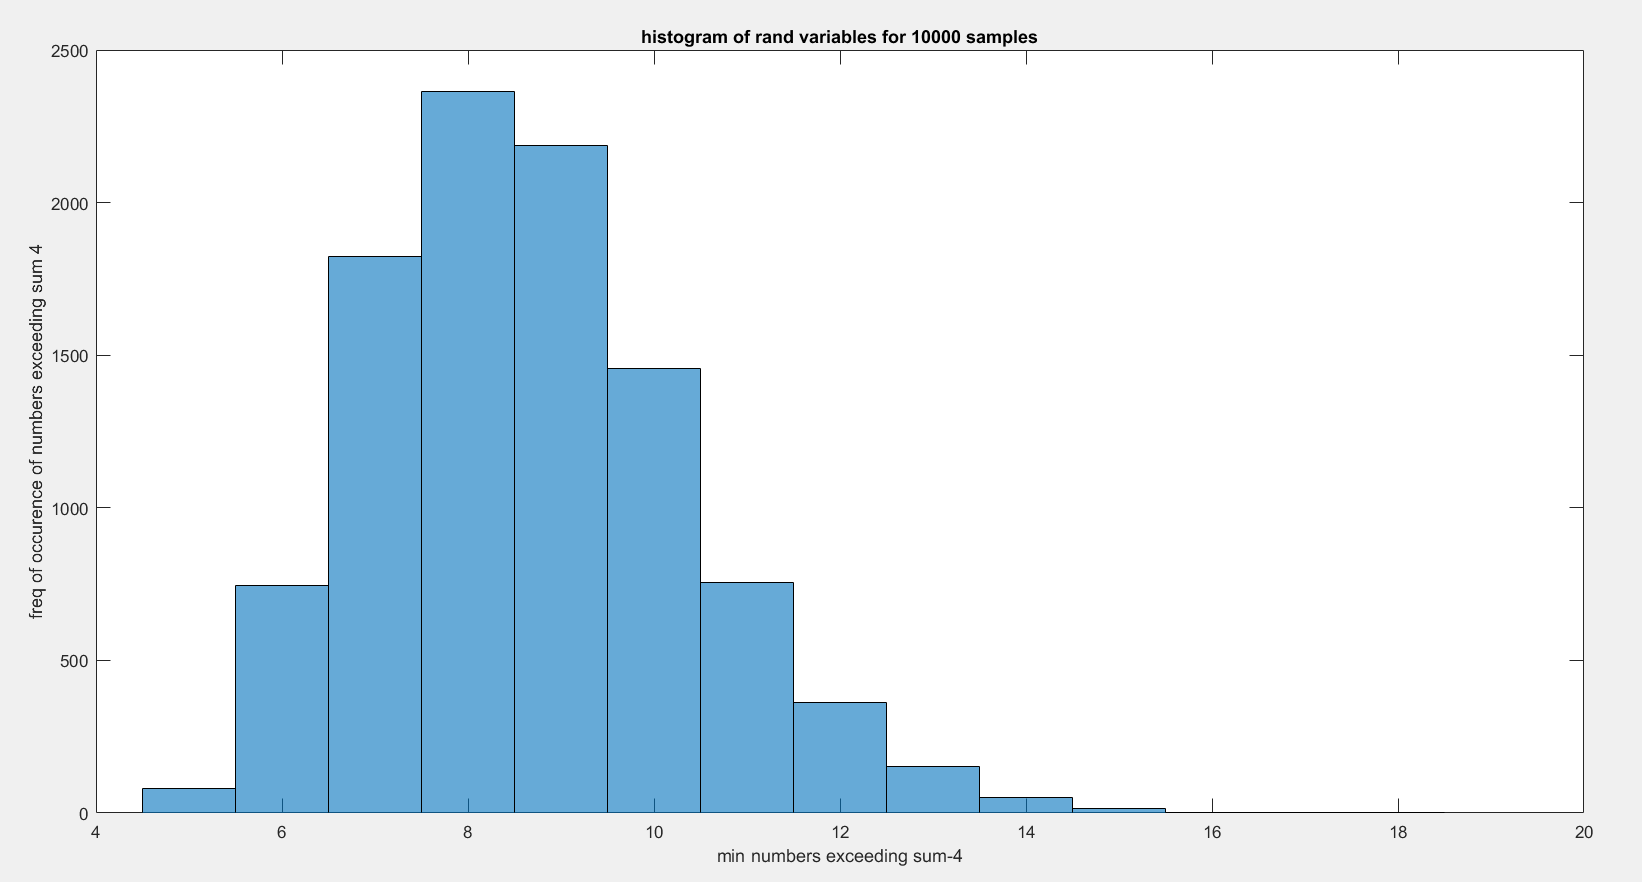 histogram of rand variables for 10000 samples
freq of occurence of numbers exceeding sum 4
2500
2000
1500
1000
500
0
4 6 8 10 12 14 16 18 20
min numbers exceeding sum-4